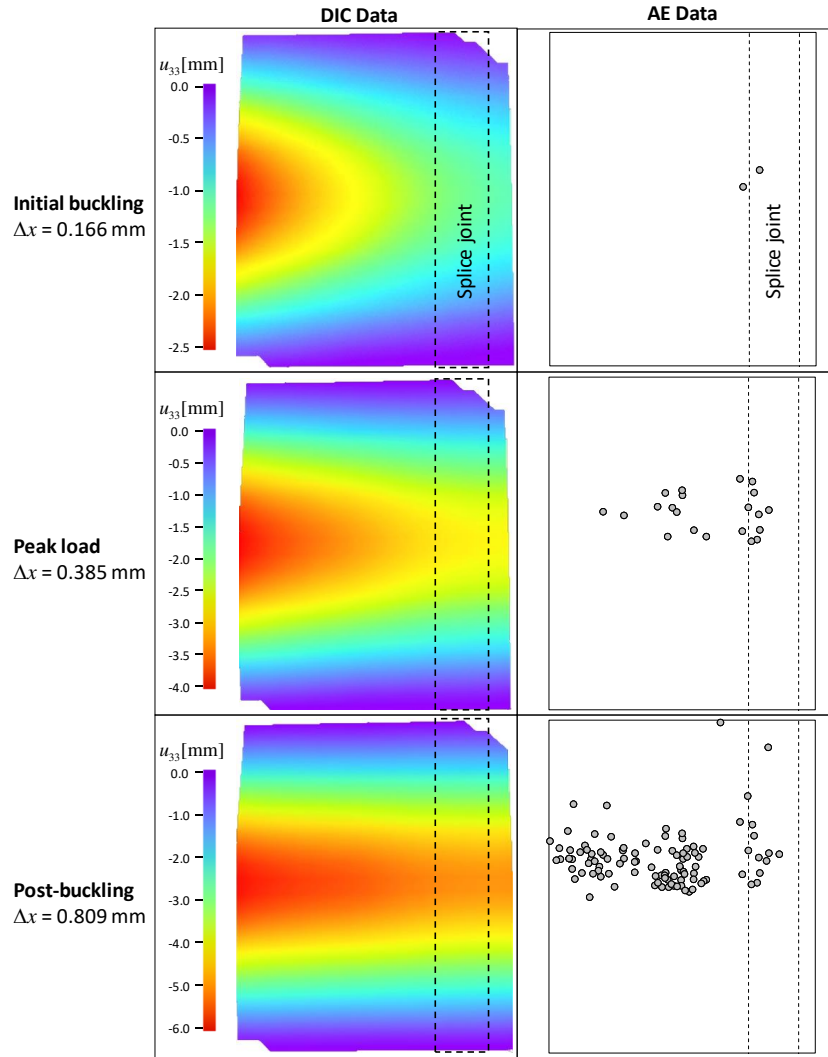 DIC Data
AE Data
Initial buckling
Δx = 0.166 mm
u33[mm]
0.0
-0.5
-1.0
-1.5
-2.0
-2.5
Splice joint
Splice joint
Peak load
Δx = 0.385 mm
u33[mm]
0.0
-0.5
-1.0
-1.5
-2.0
-2.5
-3.0
-3.5
-4.0
Post-buckling
Δx = 0.809 mm
u33[mm]
0.0
-1.0
-2.0
-3.0
-4.0
-5.0
-6.0